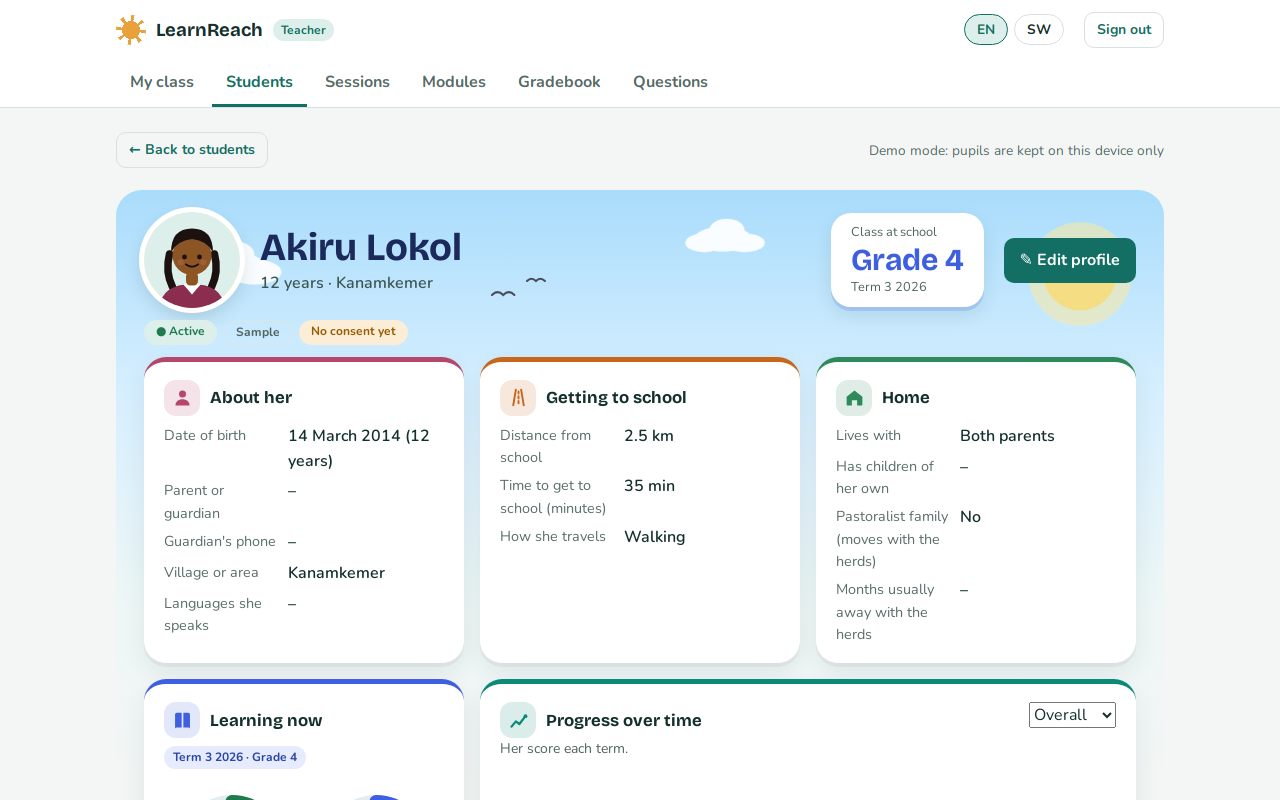 LearnReach
Teacher
EN
SW
Sign out
My class
Students
Sessions
Modules
Gradebook
Questions
← Back to students
Demo mode: pupils are kept on this device only
Akiru Lokol
12 years · Kanamkemer
Class at school
Grade 4
Term 3 2026
✎ Edit profile
Active
Sample
No consent yet
About her
Date of birth
14 March 2014 (12
years)
Parent or
guardian
–
Guardian's phone
–
Village or area
Kanamkemer
Languages she
speaks
–
Getting to school
Distance from
school
2.5 km
Time to get to
school (minutes)
35 min
How she travels
Walking
Home
Lives with
Both parents
Has children of
her own
–
Pastoralist family
(moves with the
herds)
No
Months usually
away with the
herds
–
Learning now
Term 3 2026 · Grade 4
Progress over time
Overall
Her score each term.